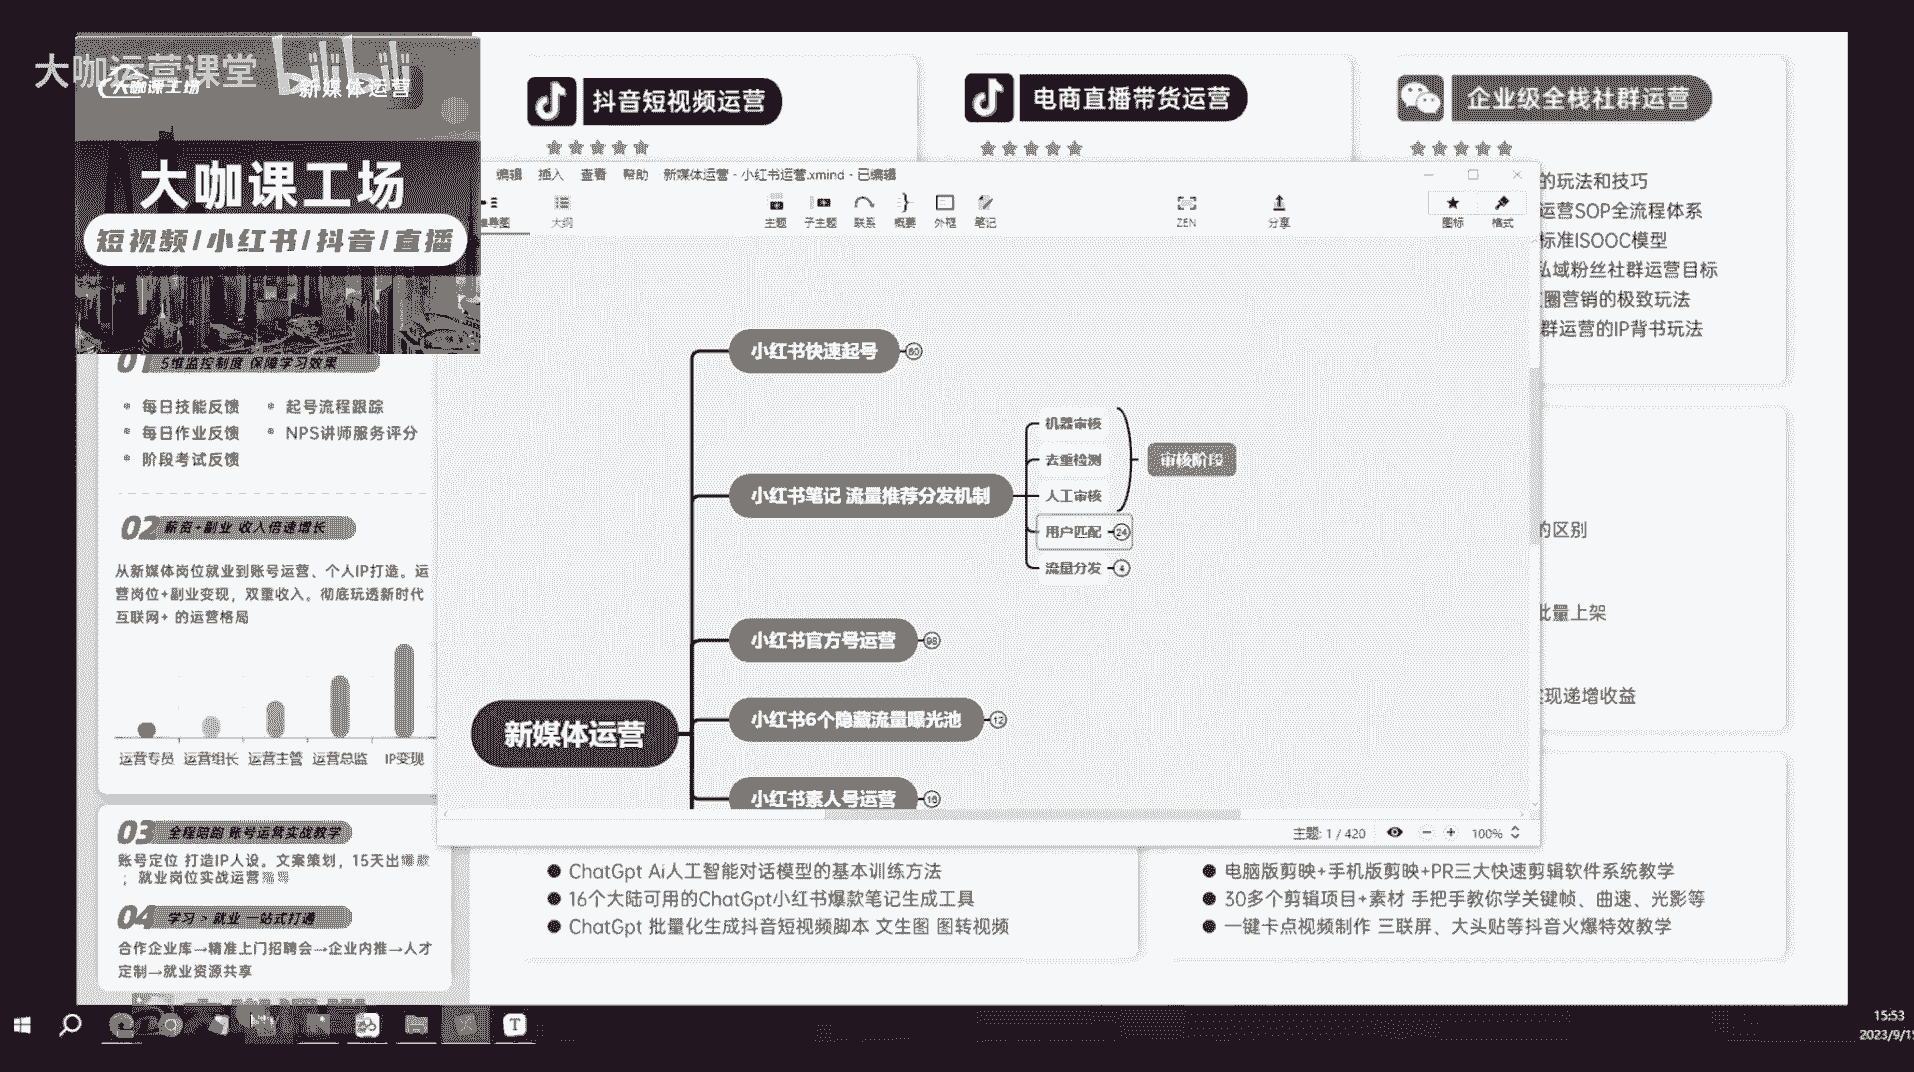 大咖运营课堂 bilibili
大咖课工场 新媒体运营
大咖课工场
短视频/小红书/抖音/直播
抖音短视频运营
电商直播带货运营
企业级全栈社群运营
的玩法和技巧
运营SOP全流程体系
标准ISOOC模型
私域粉丝社群运营目标
圈营销的极致玩法
群运营的IP背书玩法
编辑 插入 查看 帮助 新媒体运营 - 小红书运营.xmind - 已编辑
大纲 主题 子主题 联系 概要 外框 笔记 ZEN 分享 图标 格式
小红书快速起号 60
小红书笔记 流量推荐分发机制
机器审核
去重检测
人工审核
审核阶段
用户匹配 24
流量分发 4
小红书官方号运营 98
小红书6个隐藏流量曝光池 12
新媒体运营
小红书素人号运营 16
主题: 1 / 420 100%
01 5维监控制度 保障学习效果
每日技能反馈 起号流程跟踪
每日作业反馈 NPS讲师服务评分
阶段考试反馈
02 薪资+副业 收入倍速增长
从新媒体岗位就业到账号运营、个人IP打造。运
营岗位+副业变现，双重收入。彻底玩透新时代
互联网+ 的运营格局
运营专员 运营组长 运营主管 运营总监 IP变现
03 全程陪跑 账号运营实战教学
账号定位 打造IP人设。文案策划，15天出爆款
；就业岗位实战运营指导
04 学习 > 就业 一站式打通
合作企业库→精准上门招聘会→企业内推→人才
定制→就业资源共享
的区别
批量上架
实现递增收益
ChatGpt Ai人工智能对话模型的基本训练方法
16个大陆可用的ChatGpt小红书爆款笔记生成工具
ChatGpt 批量化生成抖音短视频脚本 文生图 图转视频
电脑版剪映+手机版剪映+PR三大快速剪辑软件系统教学
30多个剪辑项目+素材 手把手教你学关键帧、曲速、光影等
一键卡点视频制作 三联屏、大头贴等抖音火爆特效教学
15:53
2023/9/15